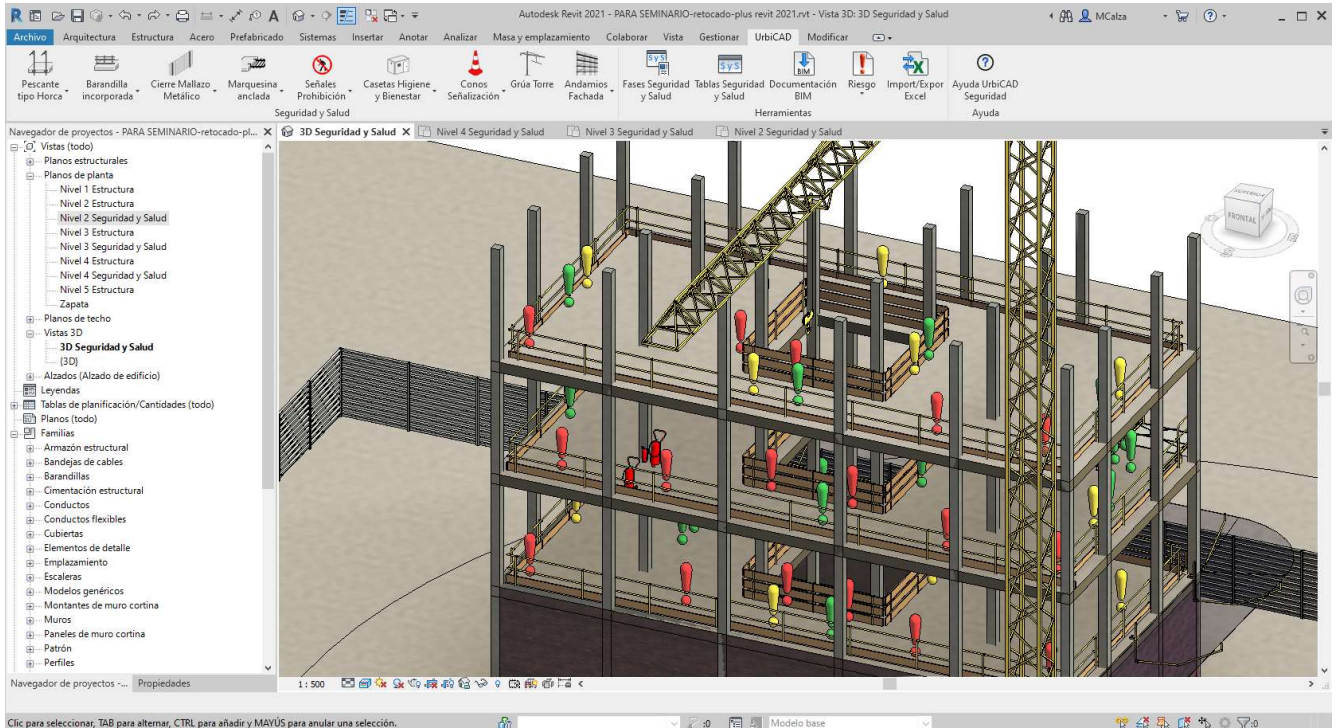 Autodesk Revit 2021 - PARA SEMINARIO-retocado-plus revit 2021.rvt - Vista 3D: 3D Seguridad y Salud
MCalza
Archivo Arquitectura Estructura Acero Prefabricado Sistemas Insertar Anotar Analizar Masa y emplazamiento Colaborar Vista Gestionar UrbiCAD Modificar
SyS SyS BIM
Pescante Barandilla Cierre Mallazo Marquesina Señales Casetas Higiene Conos Grúa Torre Andamios Fases Seguridad Tablas Seguridad Documentación Riesgo Import/Expor Ayuda UrbiCAD
tipo Horca incorporada Metálico anclada Prohibición y Bienestar Señalización Fachada y Salud y Salud BIM Excel Seguridad
Seguridad y Salud Herramientas Ayuda
Navegador de proyectos - PARA SEMINARIO-retocado-pl... 3D Seguridad y Salud Nivel 4 Seguridad y Salud Nivel 3 Seguridad y Salud Nivel 2 Seguridad y Salud
Vistas (todo)
Planos estructurales
Planos de planta
Nivel 1 Estructura
Nivel 2 Estructura
Nivel 2 Seguridad y Salud
Nivel 3 Estructura
Nivel 3 Seguridad y Salud
Nivel 4 Estructura
Nivel 4 Seguridad y Salud
Nivel 5 Estructura
Zapata
Planos de techo
Vistas 3D
3D Seguridad y Salud
{3D}
Alzados (Alzado de edificio)
Leyendas
Tablas de planificación/Cantidades (todo)
Planos (todo)
Familias
Armazón estructural
Bandejas de cables
Barandillas
Cimentación estructural
Conductos
Conductos flexibles
Cubiertas
Elementos de detalle
Emplazamiento
Escaleras
Modelos genéricos
Montantes de muro cortina
Muros
Paneles de muro cortina
Patrón
Perfiles
SUPERIOR
FRONTAL
Navegador de proyectos -... Propiedades 1 : 500
Clic para seleccionar, TAB para alternar, CTRL para añadir y MAYÚS para anular una selección. :0 Modelo base :0